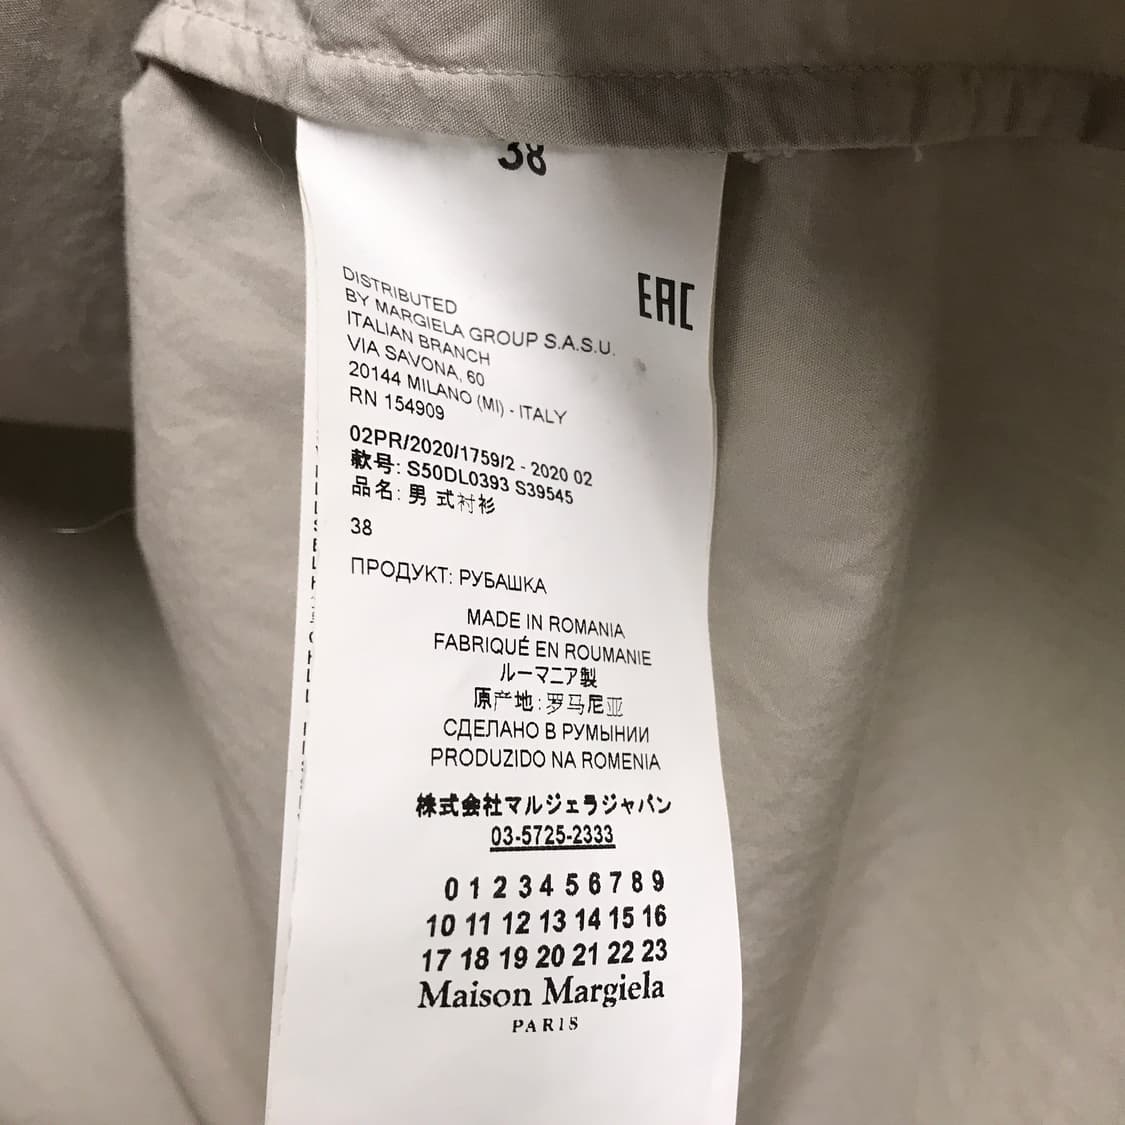 38
EAC
DISTRIBUTED
BY MARGIELA GROUP S.A.S.U.
ITALIAN BRANCH
VIA SAVONA, 60
20144 MILANO (MI) - ITALY
RN 154909
02PR/2020/1759/2 - 2020 02
款号: S50DL0393 S39545
品名: 男 式衬衫
38
ПРОДУКТ: РУБАШКА
MADE IN ROMANIA
FABRIQUÉ EN ROUMANIE
ルーマニア製
原产地: 罗马尼亚
СДЕЛАНО В РУМЫНИИ
PRODUZIDO NA ROMENIA
株式会社マルジェラジャパン
03-5725-2333
0 1 2 3 4 5 6 7 8 9
10 11 12 13 14 15 16
17 18 19 20 21 22 23
Maison Margiela
PARIS